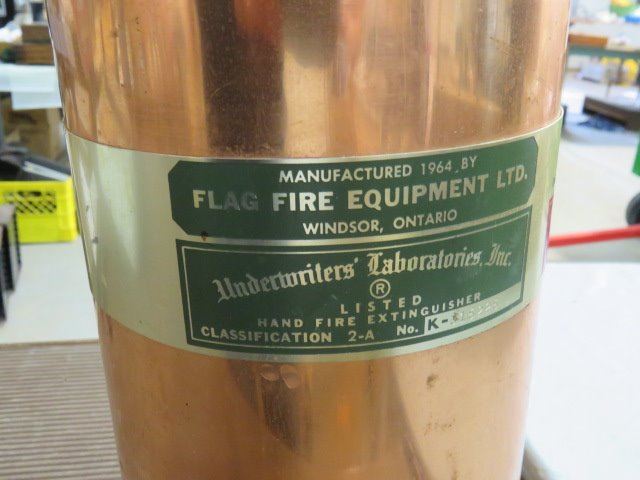 MANUFACTURED 1964 BY
FLAG FIRE EQUIPMENT LTD.
WINDSOR, ONTARIO
Underwriters' Laboratories, Inc.
®
LISTED
HAND FIRE EXTINGUISHER
CLASSIFICATION 2-A No.